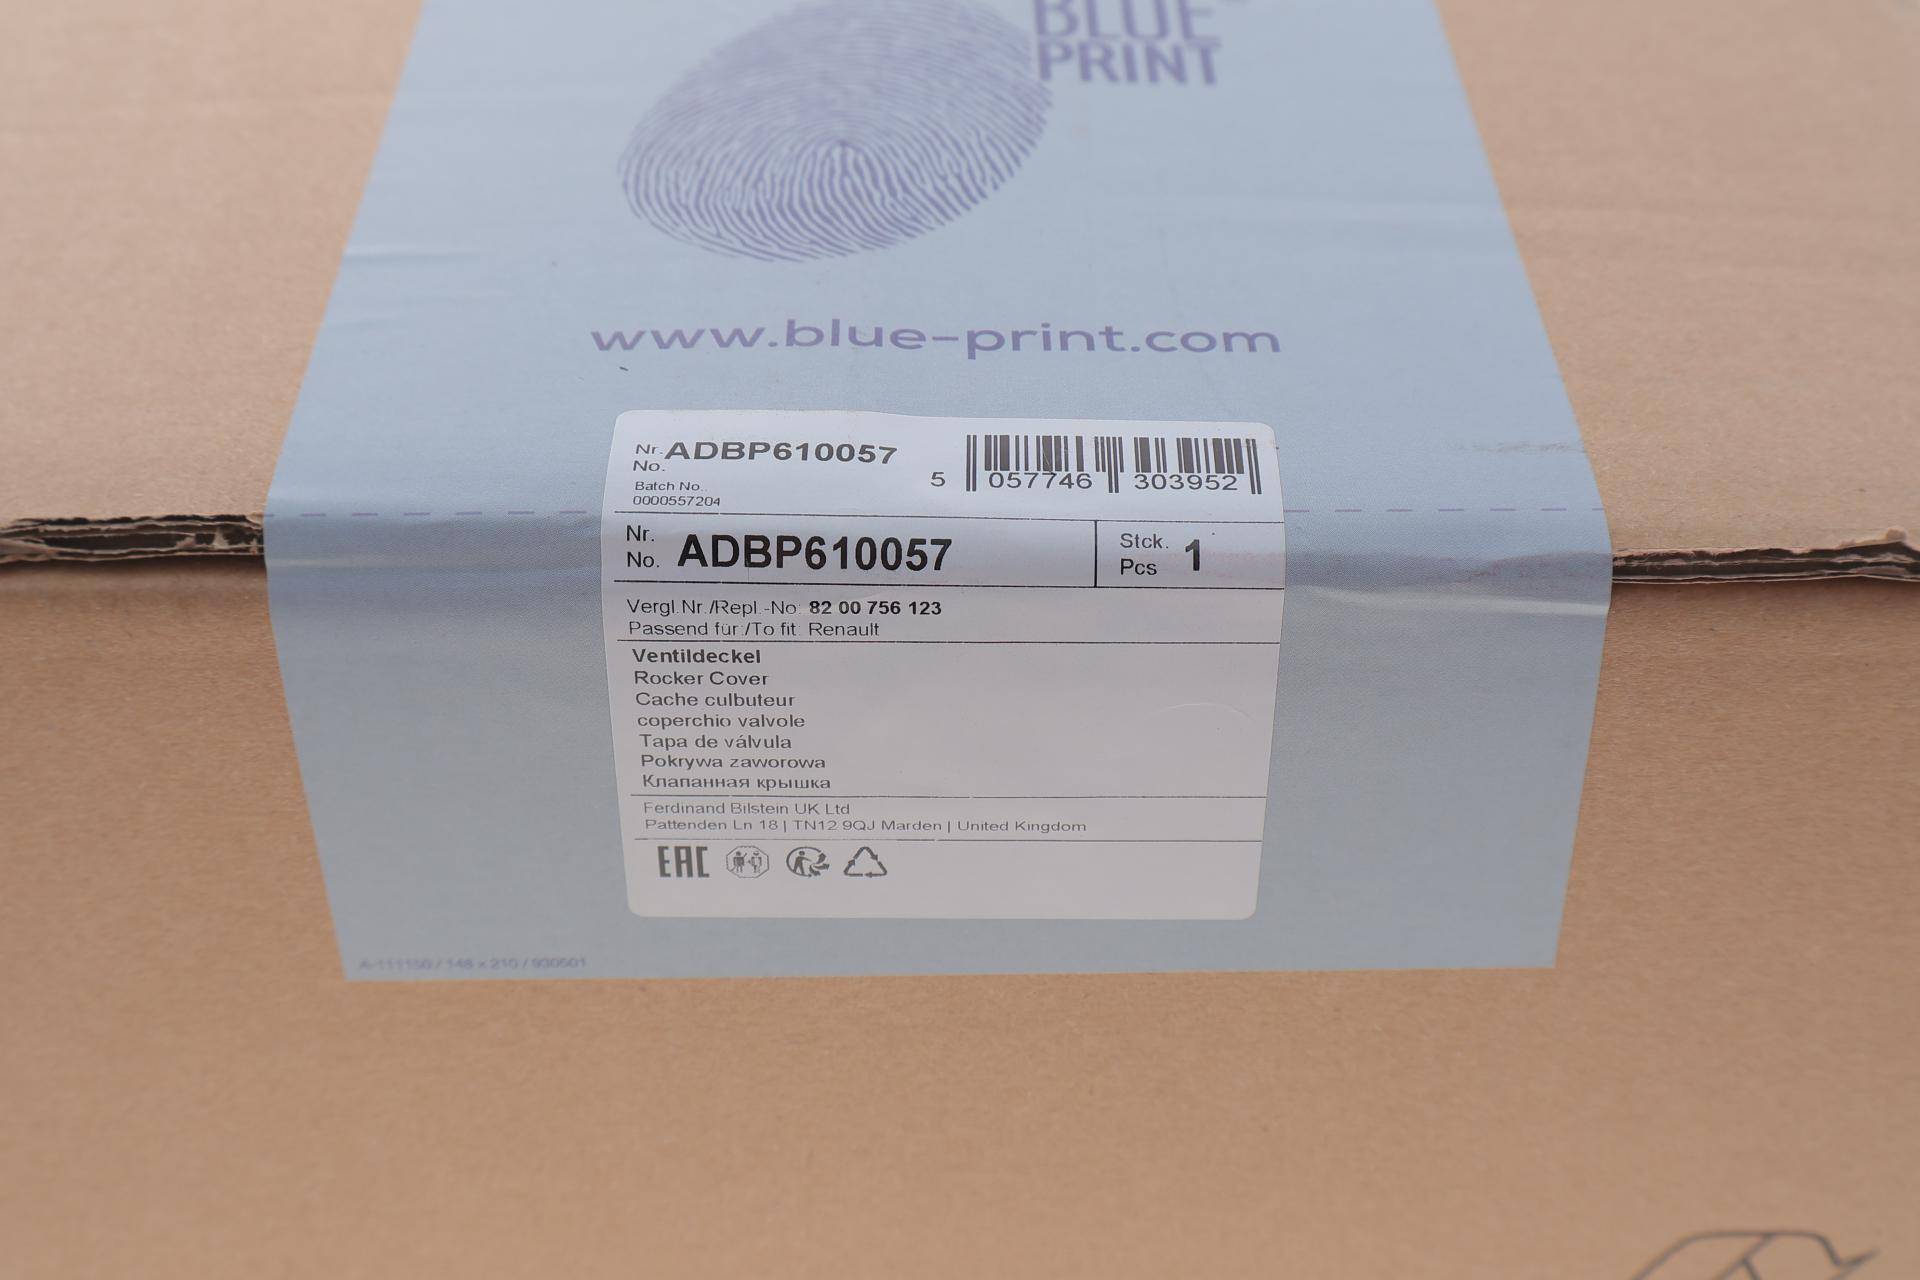 BLUE
PRINT
www.blue-print.com
Nr. ADBP610057
No.
Batch No.
0000557204
5 057746 303952
Nr.
No. ADBP610057
Stck.
Pcs 1
Vergl.Nr./Repl.-No: 82 00 756 123
Passend für:/To fit: Renault
Ventildeckel
Rocker Cover
Cache culbuteur
coperchio valvole
Tapa de válvula
Pokrywa zaworowa
Клапанная крышка
Ferdinand Bilstein UK Ltd
Pattenden Ln 18 | TN12 9QJ Marden | United Kingdom
EAC
148 x 210 / 930501